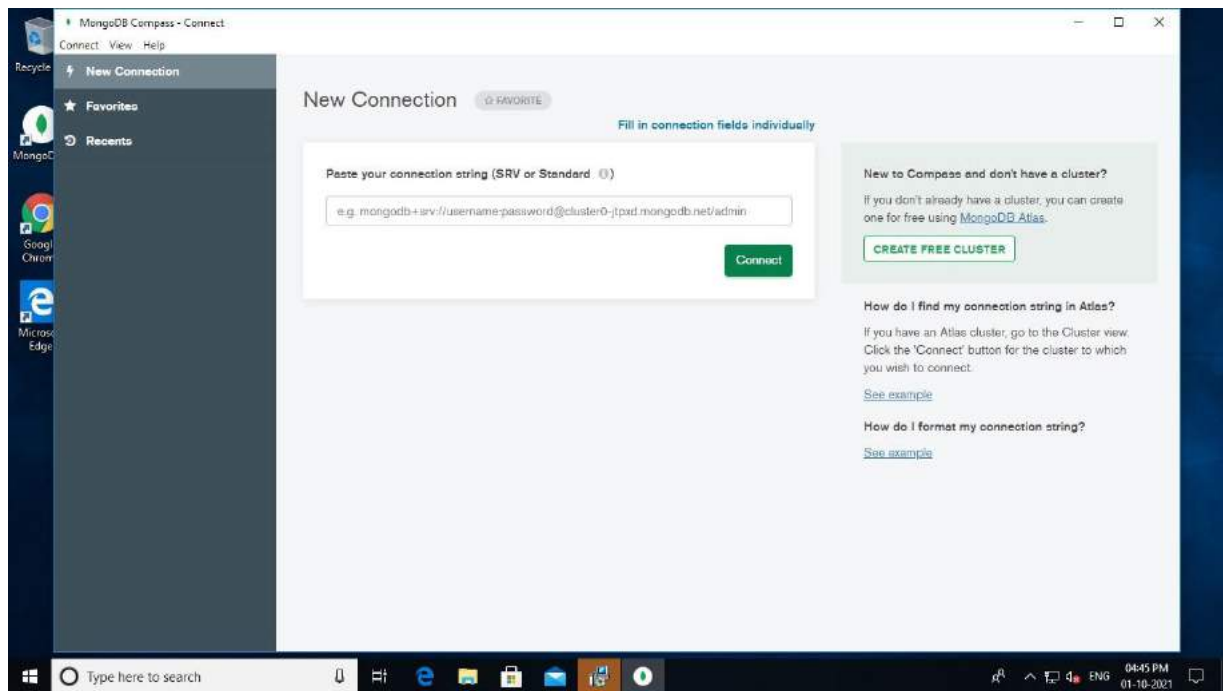 MongoDB Compass - Connect
Connect View Help
Recycle
New Connection
Favorites
Recents
MongoD
Googl
Chrom
Micros
Edge
New Connection
FAVORITE
Fill in connection fields individually
Paste your connection string (SRV or Standard )
e.g. mongodb+srv://username:password@cluster0-jtpxd.mongodb.net/admin
Connect
New to Compass and don't have a cluster?
If you don't already have a cluster, you can create
one for free using MongoDB Atlas.
CREATE FREE CLUSTER
How do I find my connection string in Atlas?
If you have an Atlas cluster, go to the Cluster view.
Click the 'Connect' button for the cluster to which
you wish to connect.
See example
How do I format my connection string?
See example
Type here to search
ENG
04:45 PM
01-10-2021